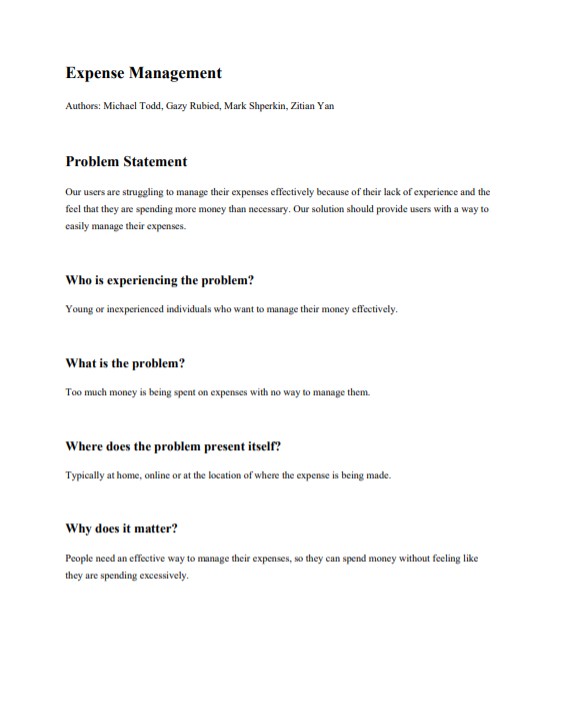 Expense Management
Authors: Michael Todd, Gazy Rubied, Mark Shperkin, Zitian Yan
Problem Statement
Our users are struggling to manage their expenses effectively because of their lack of experience and the
feel that they are spending more money than necessary. Our solution should provide users with a way to
easily manage their expenses.
Who is experiencing the problem?
Young or inexperienced individuals who want to manage their money effectively.
What is the problem?
Too much money is being spent on expenses with no way to manage them.
Where does the problem present itself?
Typically at home, online or at the location of where the expense is being made.
Why does it matter?
People need an effective way to manage their expenses, so they can spend money without feeling like
they are spending excessively.